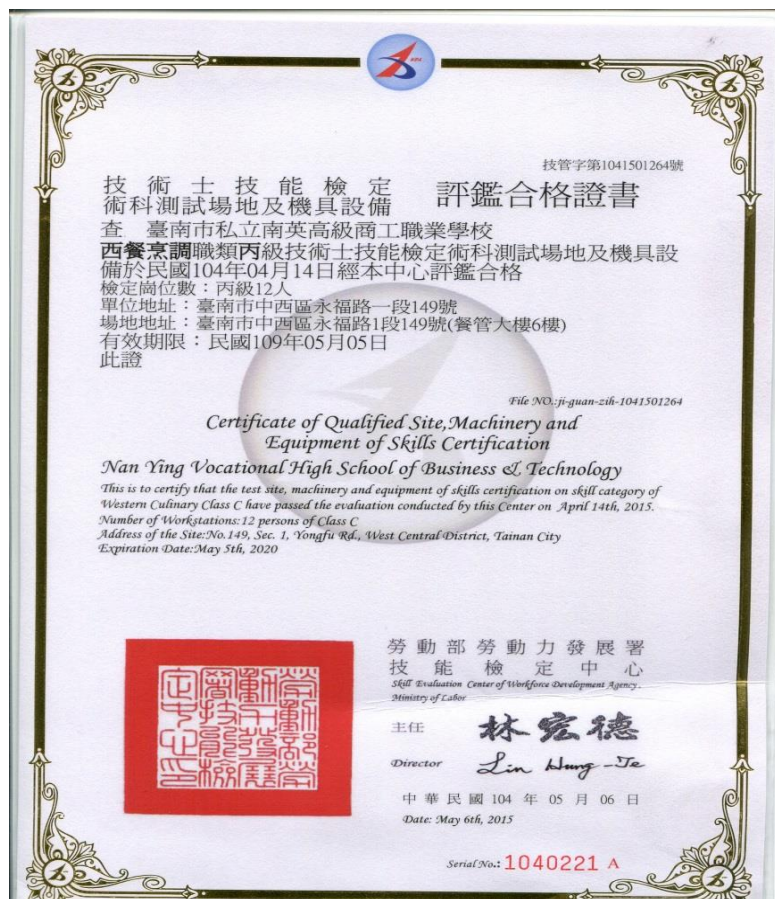 技管字第1041501264號
技術士技能檢定
術科測試場地及機具設備
評鑑合格證書
查 臺南市私立南英高級商工職業學校
西餐烹調職類丙級技術士技能檢定術科測試場地及機具設
備於民國104年04月14日經本中心評鑑合格
檢定崗位數：丙級12人
單位地址：臺南市中西區永福路一段149號
場地地址：臺南市中西區永福路1段149號(餐管大樓6樓)
有效期限：民國109年05月05日
此證
File NO.:ji-guan-zih-1041501264
Certificate of Qualified Site,Machinery and
Equipment of Skills Certification
Nan Ying Vocational High School of Business & Technology
This is to certify that the test site, machinery and equipment of skills certification on skill category of
Western Culinary Class C have passed the evaluation conducted by this Center on April 14th, 2015.
Number of Workstations:12 persons of Class C
Address of the Site:No.149, Sec. 1, Yongfu Rd., West Central District, Tainan City
Expiration Date:May 5th, 2020
勞動部勞動力發展署
技能檢定中心
Skill Evaluation Center of Workforce Development Agency.
Ministry of Labor
主任 林宏德
Director Lin Hung-Te
中華民國 104 年 05 月 06 日
Date: May 6th, 2015
Serial No.: 1040221 A